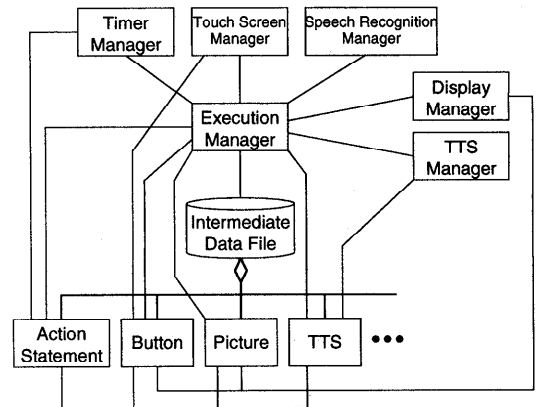 Timer
Manager
Touch Screen
Manager
Speech Recognition
Manager
Display
Manager
Execution
Manager
TTS
Manager
Intermediate
Data File
Action
Statement
Button
Picture
TTS